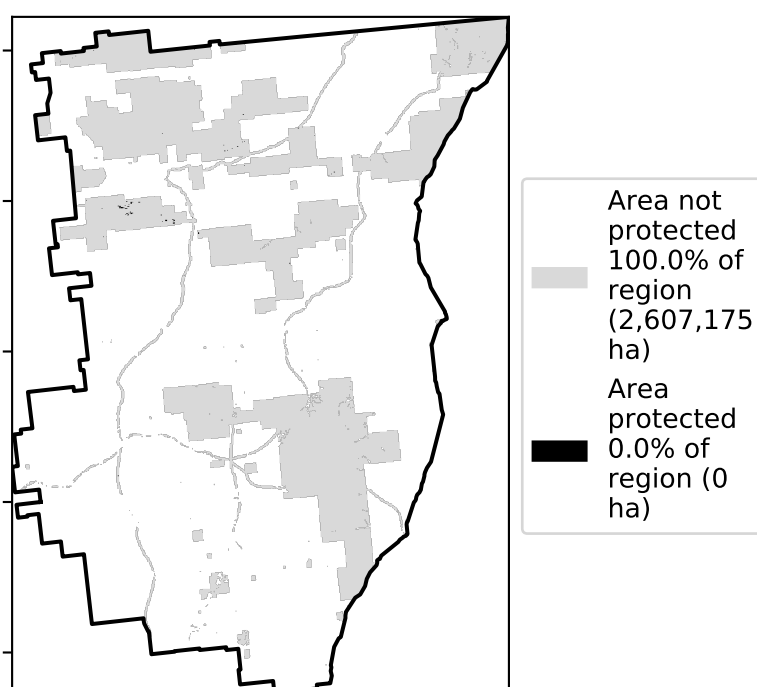 Area not
protected
100.0% of
region
(2,607,175
ha)
Area
protected
0.0% of
region (0
ha)